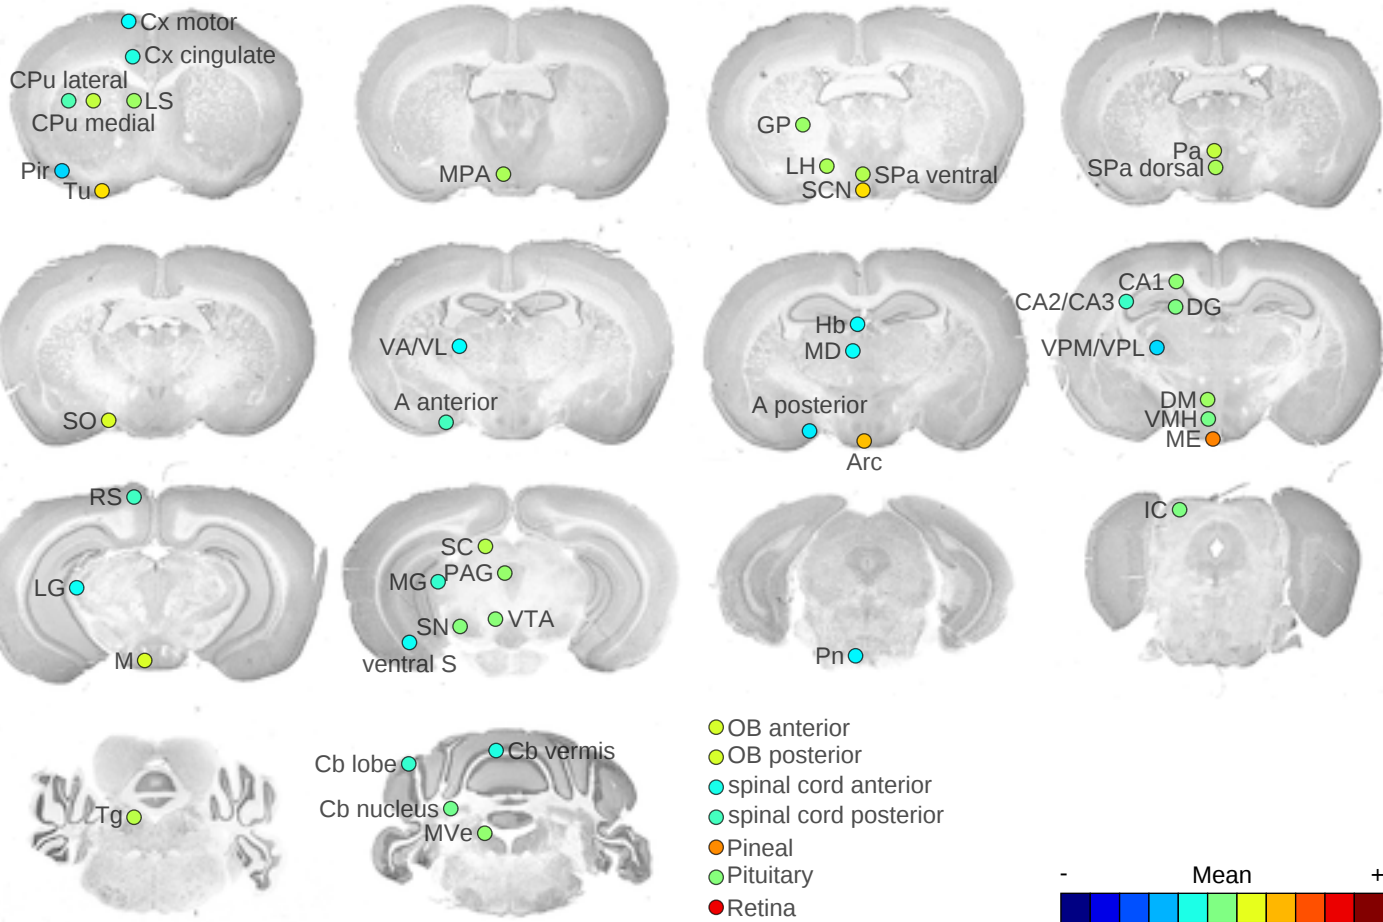 Cx motor
Cx cingulate
CPu lateral
LS
CPu medial
Pir
Tu
MPA
GP
LH
SPa ventral
SCN
Pa
SPa dorsal
SO
VA/VL
A anterior
Hb
MD
A posterior
Arc
CA1
CA2/CA3
DG
VPM/VPL
DM
VMH
ME
RS
LG
M
SC
MG
PAG
SN
VTA
ventral S
Pn
IC
Tg
Cb lobe
Cb vermis
Cb nucleus
MVe
OB anterior
OB posterior
spinal cord anterior
spinal cord posterior
Pineal
Pituitary
Retina
- Mean +